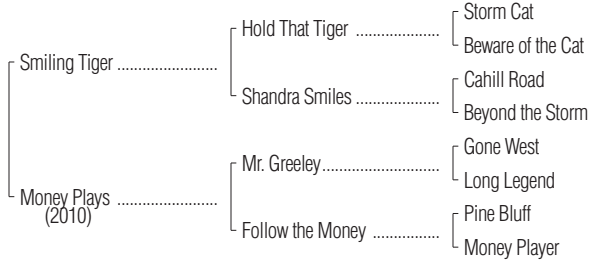 Storm Cat
Hold That Tiger ..................
Beware of the Cat
Smiling Tiger ........................
Cahill Road
Shandra Smiles ..................
Beyond the Storm
Gone West
Mr. Greeley.........................
Long Legend
Money Plays ........................
(2010)
Pine Bluff
Follow the Money ................
Money Player